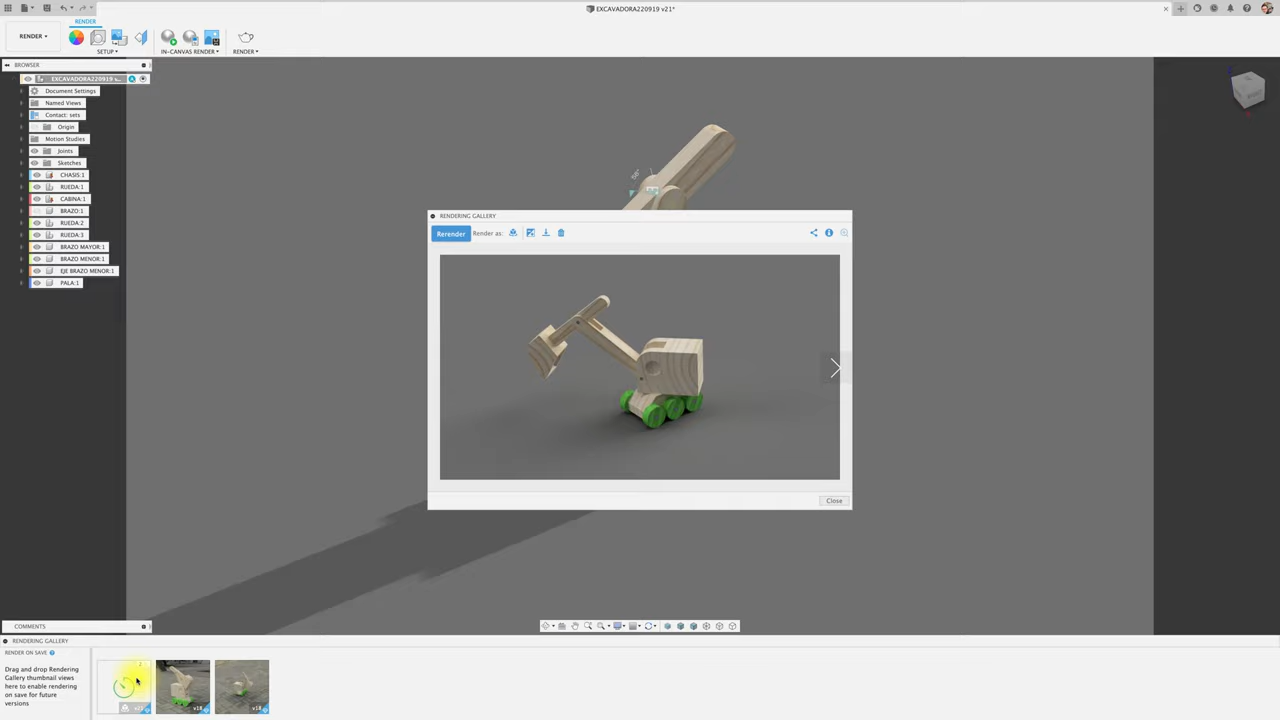 EXCAVADORA220919 v21*
RENDER
RENDER
SETUP
IN-CANVAS RENDER
RENDER
BROWSER
EXCAVADORA220919 v...
Document Settings
Named Views
Contact: sets
Origin
Motion Studies
Joints
Sketches
CHASIS:1
RUEDA:1
CABINA:1
BRAZO:1
RUEDA:2
RUEDA:3
BRAZO MAYOR:1
BRAZO MENOR:1
EJE BRAZO MENOR:1
PALA:1
RENDERING GALLERY
Rerender
Render as:
Close
COMMENTS
RENDERING GALLERY
RENDER ON SAVE
Drag and drop Rendering
Gallery thumbnail views
here to enable rendering
on save for future
versions
2
v18
v18